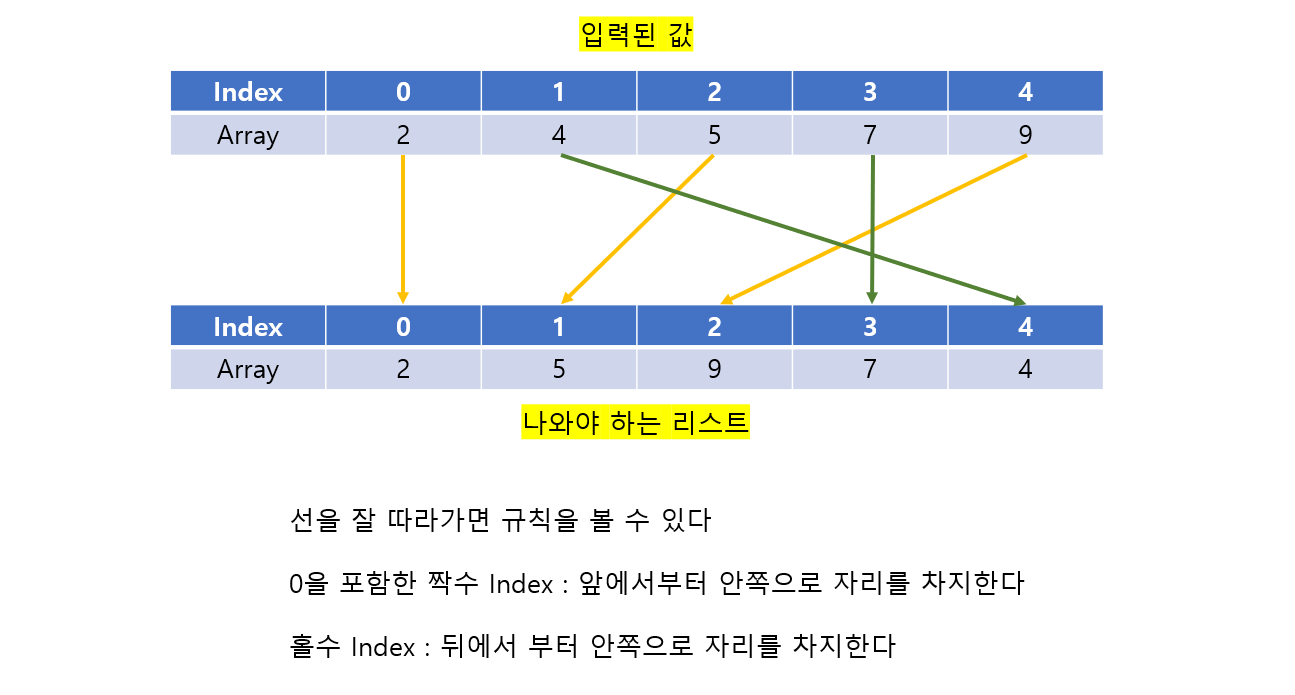 입력된 값
Index 0 1 2 3 4
Array 2 4 5 7 9
Index 0 1 2 3 4
Array 2 5 9 7 4
나와야 하는 리스트
선을 잘 따라가면 규칙을 볼 수 있다
0을 포함한 짝수 Index : 앞에서부터 안쪽으로 자리를 차지한다
홀수 Index : 뒤에서 부터 안쪽으로 자리를 차지한다